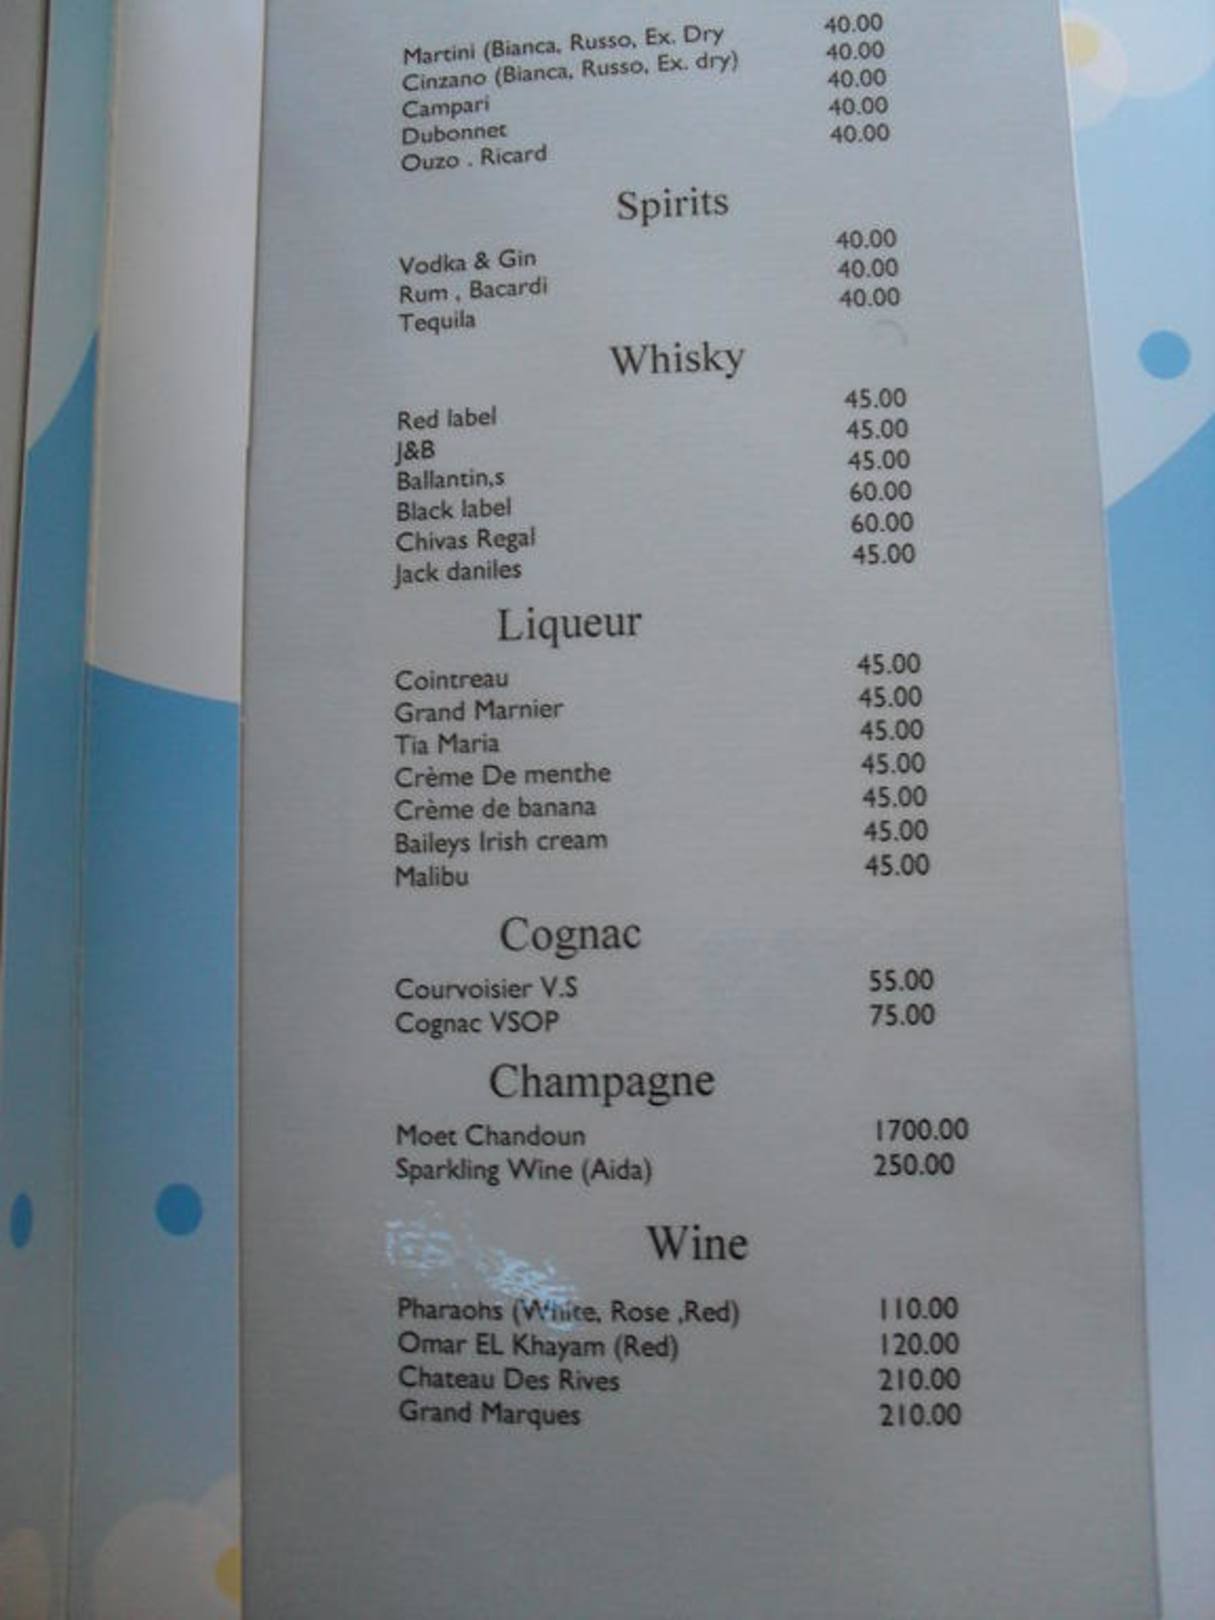 Martini (Bianca, Russo, Ex. Dry 40.00
Cinzano (Bianca, Russo, Ex. dry) 40.00
Campari 40.00
Dubonnet 40.00
Ouzo . Ricard 40.00
Spirits
Vodka & Gin 40.00
Rum , Bacardi 40.00
Tequila 40.00
Whisky
Red label 45.00
J&B 45.00
Ballantin,s 45.00
Black label 60.00
Chivas Regal 60.00
Jack daniles 45.00
Liqueur
Cointreau 45.00
Grand Marnier 45.00
Tia Maria 45.00
Crème De menthe 45.00
Crème de banana 45.00
Baileys Irish cream 45.00
Malibu 45.00
Cognac
Courvoisier V.S 55.00
Cognac VSOP 75.00
Champagne
Moet Chandoun 1700.00
Sparkling Wine (Aida) 250.00
Wine
Pharaohs (White, Rose ,Red) 110.00
Omar EL Khayam (Red) 120.00
Chateau Des Rives 210.00
Grand Marques 210.00